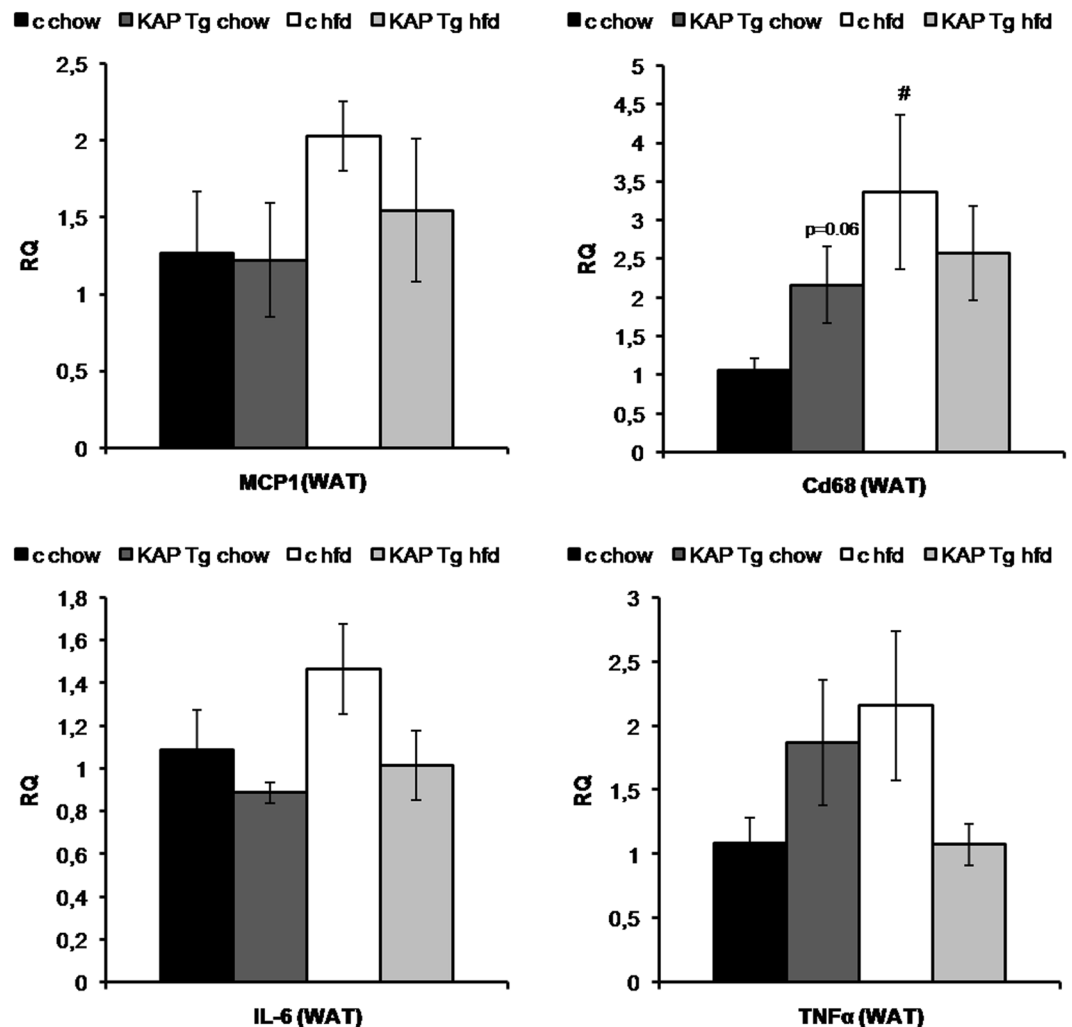 c chow KAP Tg chow c hfd KAP Tg hfd
2,5
2
1,5
1
0,5
0
RQ
MCP1 (WAT)
c chow KAP Tg chow c hfd KAP Tg hfd
5
4,5
4
3,5
3
2,5
2
1,5
1
0,5
0
RQ
p=0.06
#
Cd68 (WAT)
c chow KAP Tg chow c hfd KAP Tg hfd
1,8
1,6
1,4
1,2
1
0,8
0,6
0,4
0,2
0
RQ
IL-6 (WAT)
c chow KAP Tg chow c hfd KAP Tg hfd
3
2,5
2
1,5
1
0,5
0
RQ
TNFα (WAT)